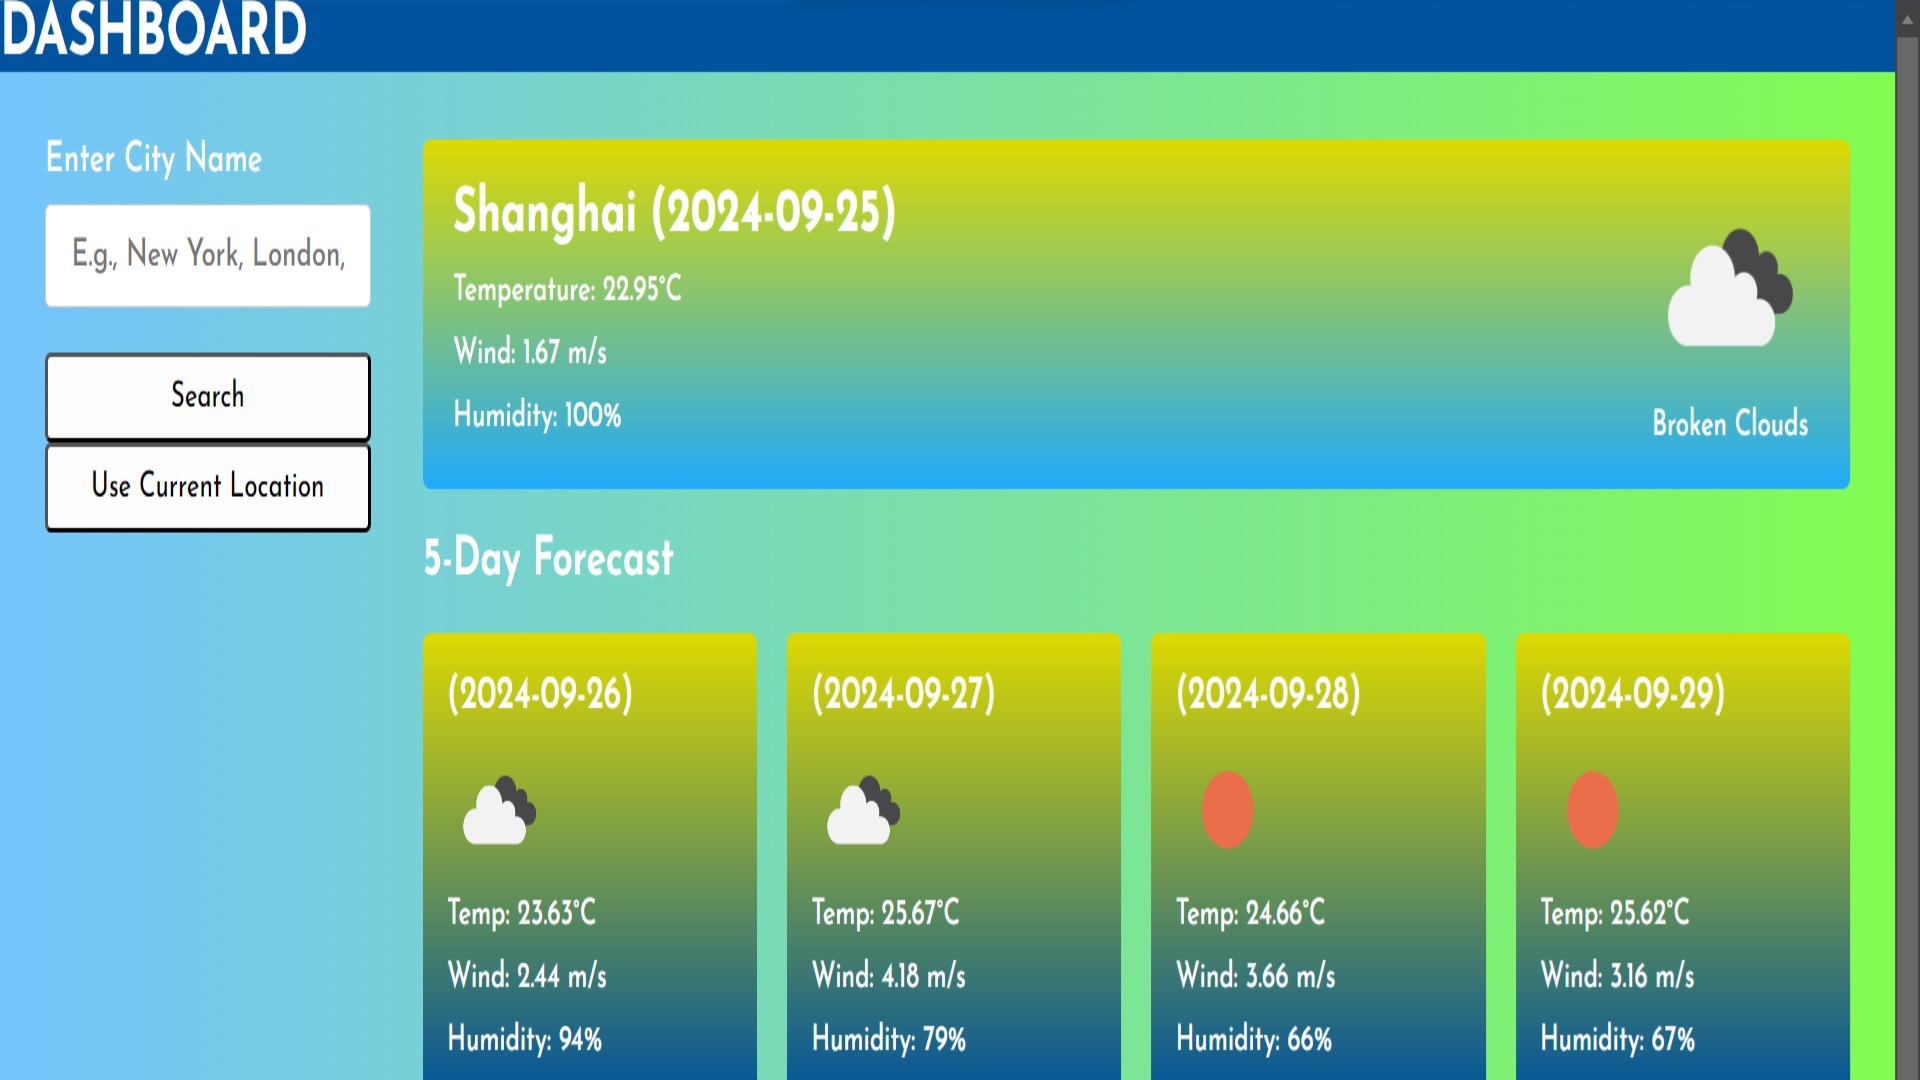 DASHBOARD
Enter City Name
E.g., New York, London,
Search
Use Current Location
Shanghai (2024-09-25)
Temperature: 22.95°C
Wind: 1.67 m/s
Humidity: 100%
Broken Clouds
5-Day Forecast
(2024-09-26)
Temp: 23.63°C
Wind: 2.44 m/s
Humidity: 94%
(2024-09-27)
Temp: 25.67°C
Wind: 4.18 m/s
Humidity: 79%
(2024-09-28)
Temp: 24.66°C
Wind: 3.66 m/s
Humidity: 66%
(2024-09-29)
Temp: 25.62°C
Wind: 3.16 m/s
Humidity: 67%